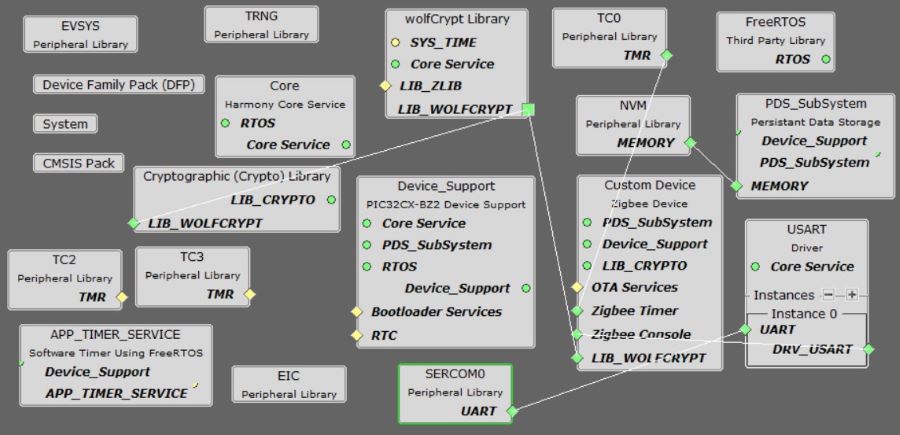 EVSYS
Peripheral Library
TRNG
Peripheral Library
wolfCrypt Library
SYS_TIME
Core Service
LIB_ZLIB
LIB_WOLFCRYPT
TC0
Peripheral Library
TMR
FreeRTOS
Third Party Library
RTOS
Device Family Pack (DFP)
System
CMSIS Pack
Core
Harmony Core Service
RTOS
Core Service
NVM
Peripheral Library
MEMORY
PDS_SubSystem
Persistant Data Storage
Device_Support
PDS_SubSystem
MEMORY
Cryptographic (Crypto) Library
LIB_CRYPTO
LIB_WOLFCRYPT
Device_Support
PIC32CX-BZ2 Device Support
Core Service
PDS_SubSystem
RTOS
Device_Support
Bootloader Services
RTC
Custom Device
Zigbee Device
PDS_SubSystem
Device_Support
LIB_CRYPTO
OTA Services
Zigbee Timer
Zigbee Console
LIB_WOLFCRYPT
USART
Driver
Core Service
Instances
Instance 0
UART
DRV_USART
TC2
Peripheral Library
TMR
TC3
Peripheral Library
TMR
APP_TIMER_SERVICE
Software Timer Using FreeRTOS
Device_Support
APP_TIMER_SERVICE
EIC
Peripheral Library
SERCOM0
Peripheral Library
UART